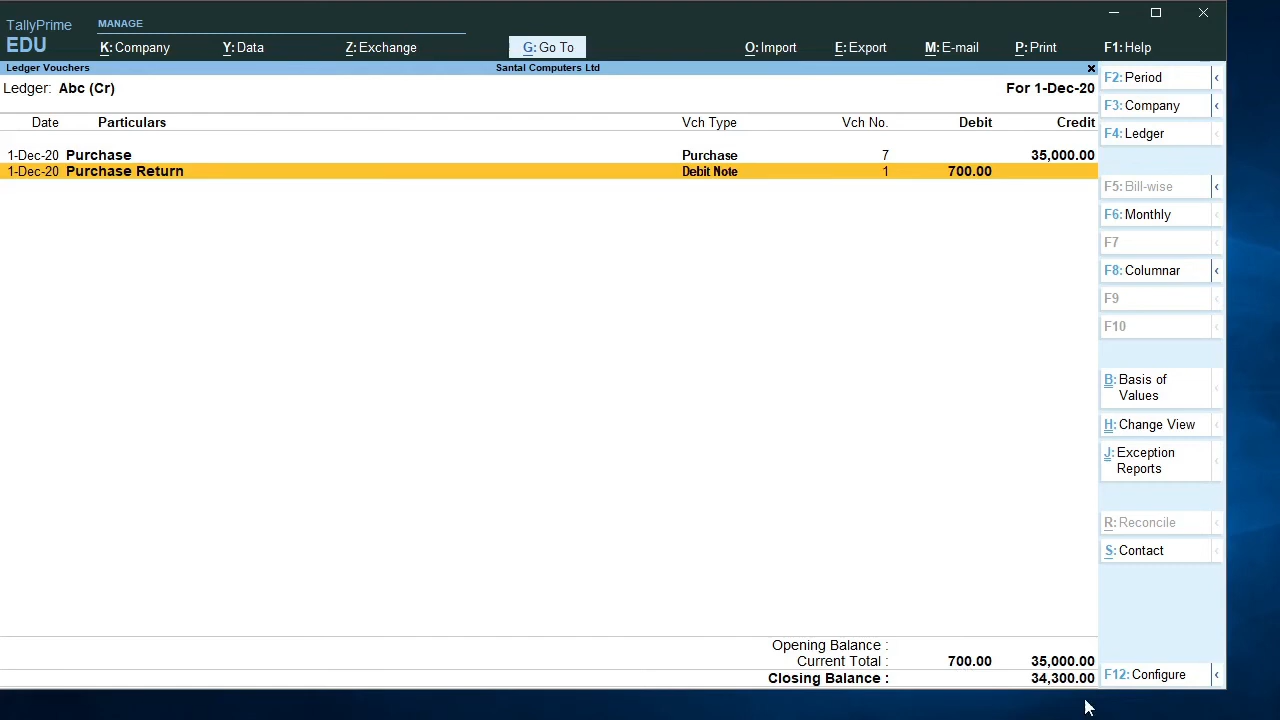 TallyPrime
EDU
MANAGE
K: Company Y: Data Z: Exchange G: Go To O: Import E: Export M: E-mail P: Print F1: Help
Ledger Vouchers Santal Computers Ltd x
Ledger: Abc (Cr) For 1-Dec-20
Date Particulars Vch Type Vch No. Debit Credit
1-Dec-20 Purchase Purchase 7 35,000.00
1-Dec-20 Purchase Return Debit Note 1 700.00
Opening Balance :
Current Total : 700.00 35,000.00
Closing Balance : 34,300.00
F2: Period
F3: Company
F4: Ledger
F5: Bill-wise
F6: Monthly
F7
F8: Columnar
F9
F10
B: Basis of
Values
H: Change View
J: Exception
Reports
R: Reconcile
S: Contact
F12: Configure